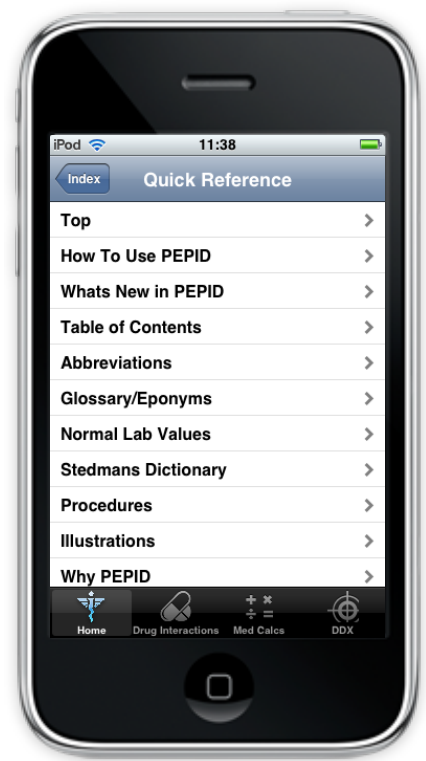 iPod 11:38
Index Quick Reference
Top
How To Use PEPID
Whats New in PEPID
Table of Contents
Abbreviations
Glossary/Eponyms
Normal Lab Values
Stedmans Dictionary
Procedures
Illustrations
Why PEPID
Home Drug Interactions Med Calcs DDX